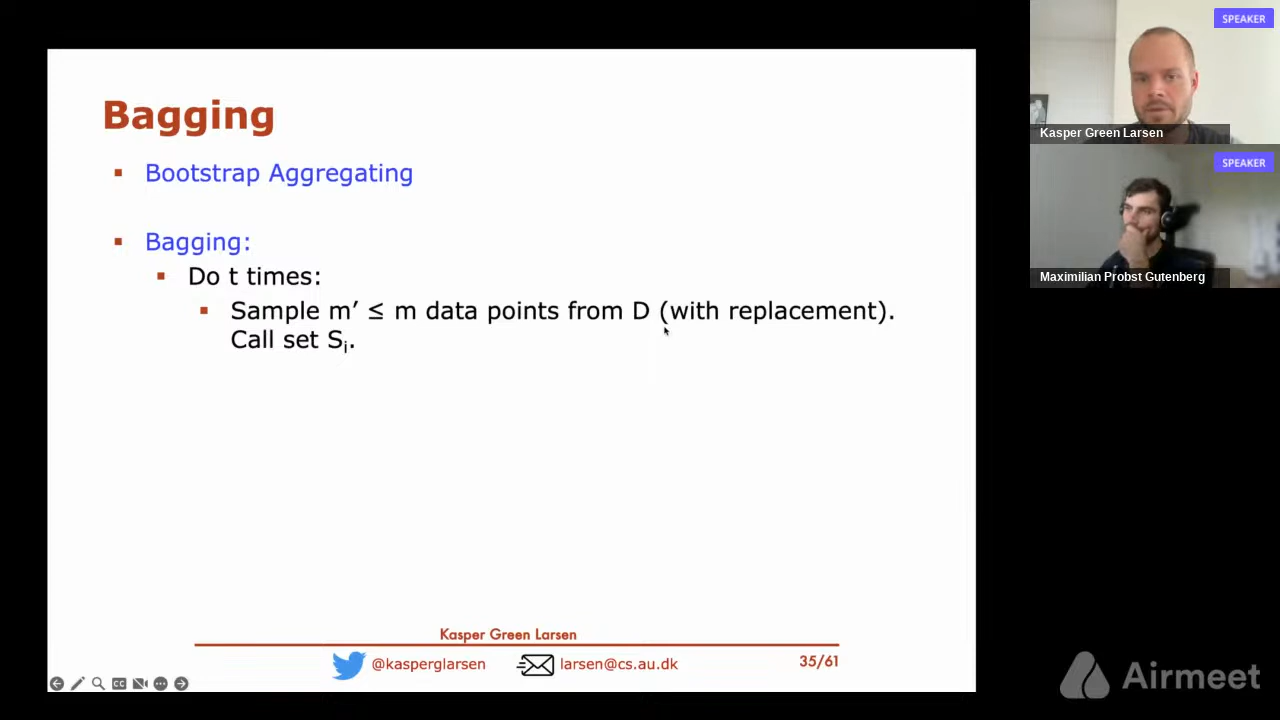 Bagging
Bootstrap Aggregating
Bagging:
Do t times:
Sample m′ ≤ m data points from D (with replacement).
Call set Si.
Kasper Green Larsen
@kasperglarsen
larsen@cs.au.dk
35/61
CC
SPEAKER
Kasper Green Larsen
SPEAKER
Maximilian Probst Gutenberg
Airmeet